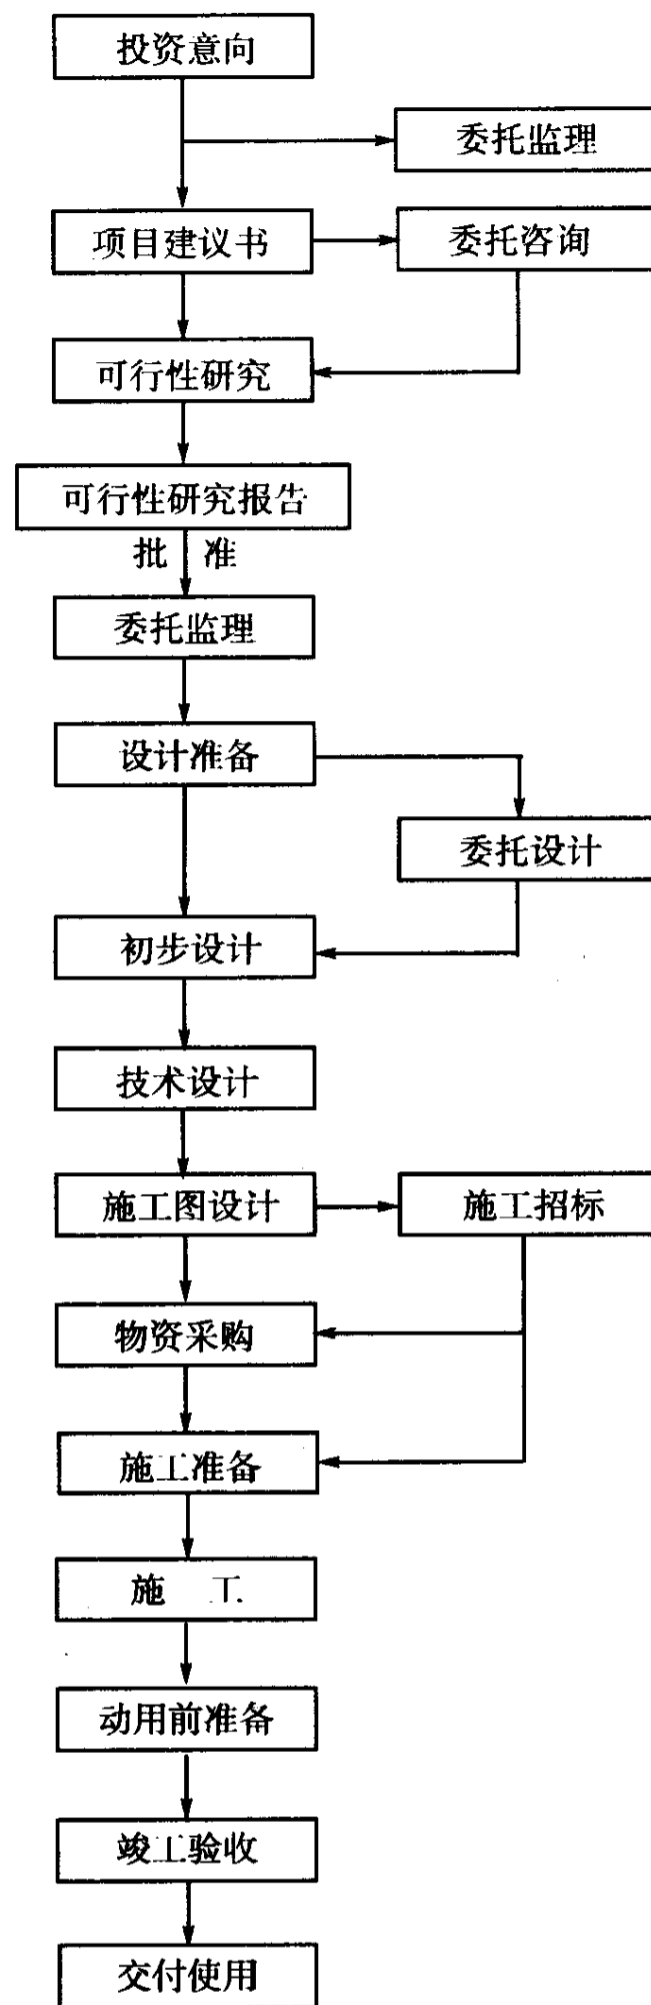 投资意向
委托监理
项目建议书
委托咨询
可行性研究
可行性研究报告
批 准
委托监理
设计准备
委托设计
初步设计
技术设计
施工图设计
施工招标
物资采购
施工准备
施 工
动用前准备
竣工验收
交付使用